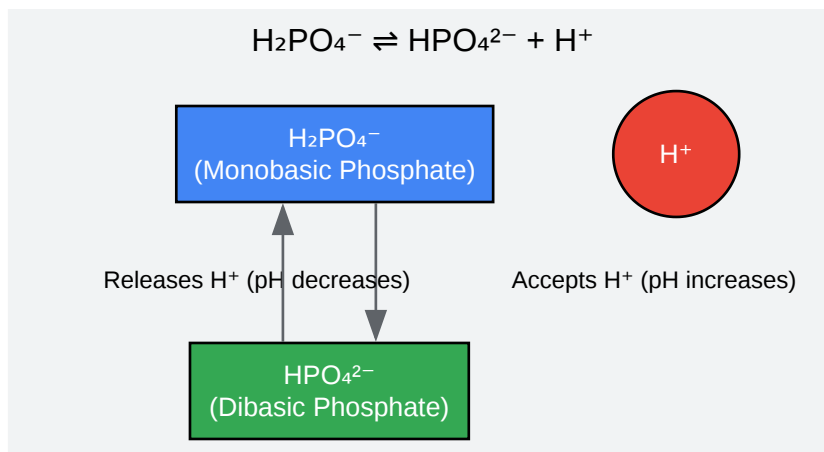 H₂PO₄⁻ ⇌ HPO₄²⁻ + H⁺
H₂PO₄⁻
(Monobasic Phosphate)
H⁺
Releases H⁺ (pH decreases)
Accepts H⁺ (pH increases)
HPO₄²⁻
(Dibasic Phosphate)